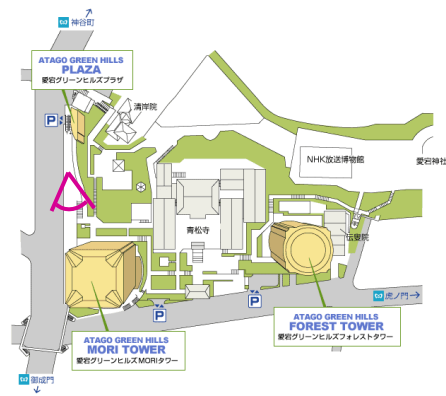 神谷町
ATAGO GREEN HILLS
PLAZA
愛宕グリーンヒルズプラザ
清岸院
P
NHK放送博物館
愛宕神社
青松寺
伝叟院
P
P
虎ノ門
ATAGO GREEN HILLS
MORI TOWER
愛宕グリーンヒルズMORIタワー
ATAGO GREEN HILLS
FOREST TOWER
愛宕グリーンヒルズフォレストタワー
御成門